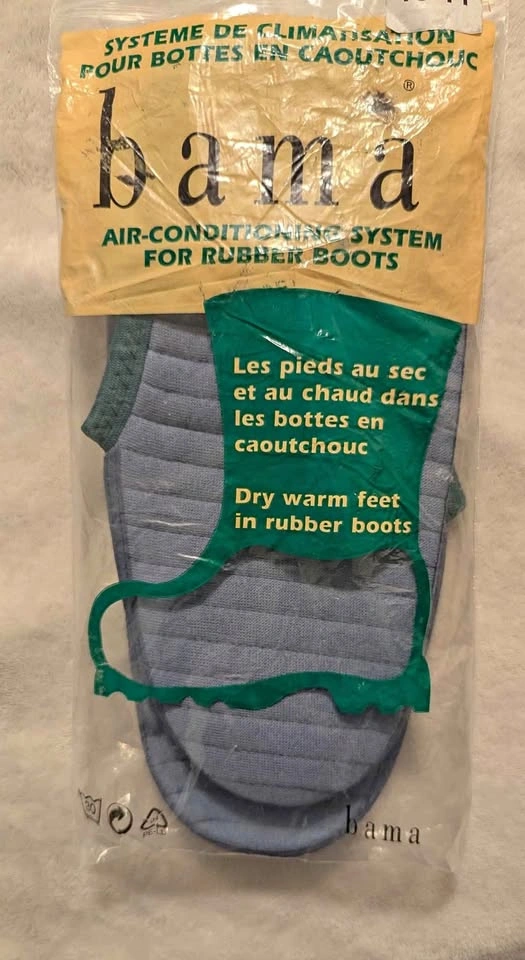 SYSTEME DE CLIMATISATION
POUR BOTTES EN CAOUTCHOUC
bama®
AIR-CONDITIONING SYSTEM
FOR RUBBER BOOTS
Les pieds au sec
et au chaud dans
les bottes en
caoutchouc
Dry warm feet
in rubber boots
30
bama